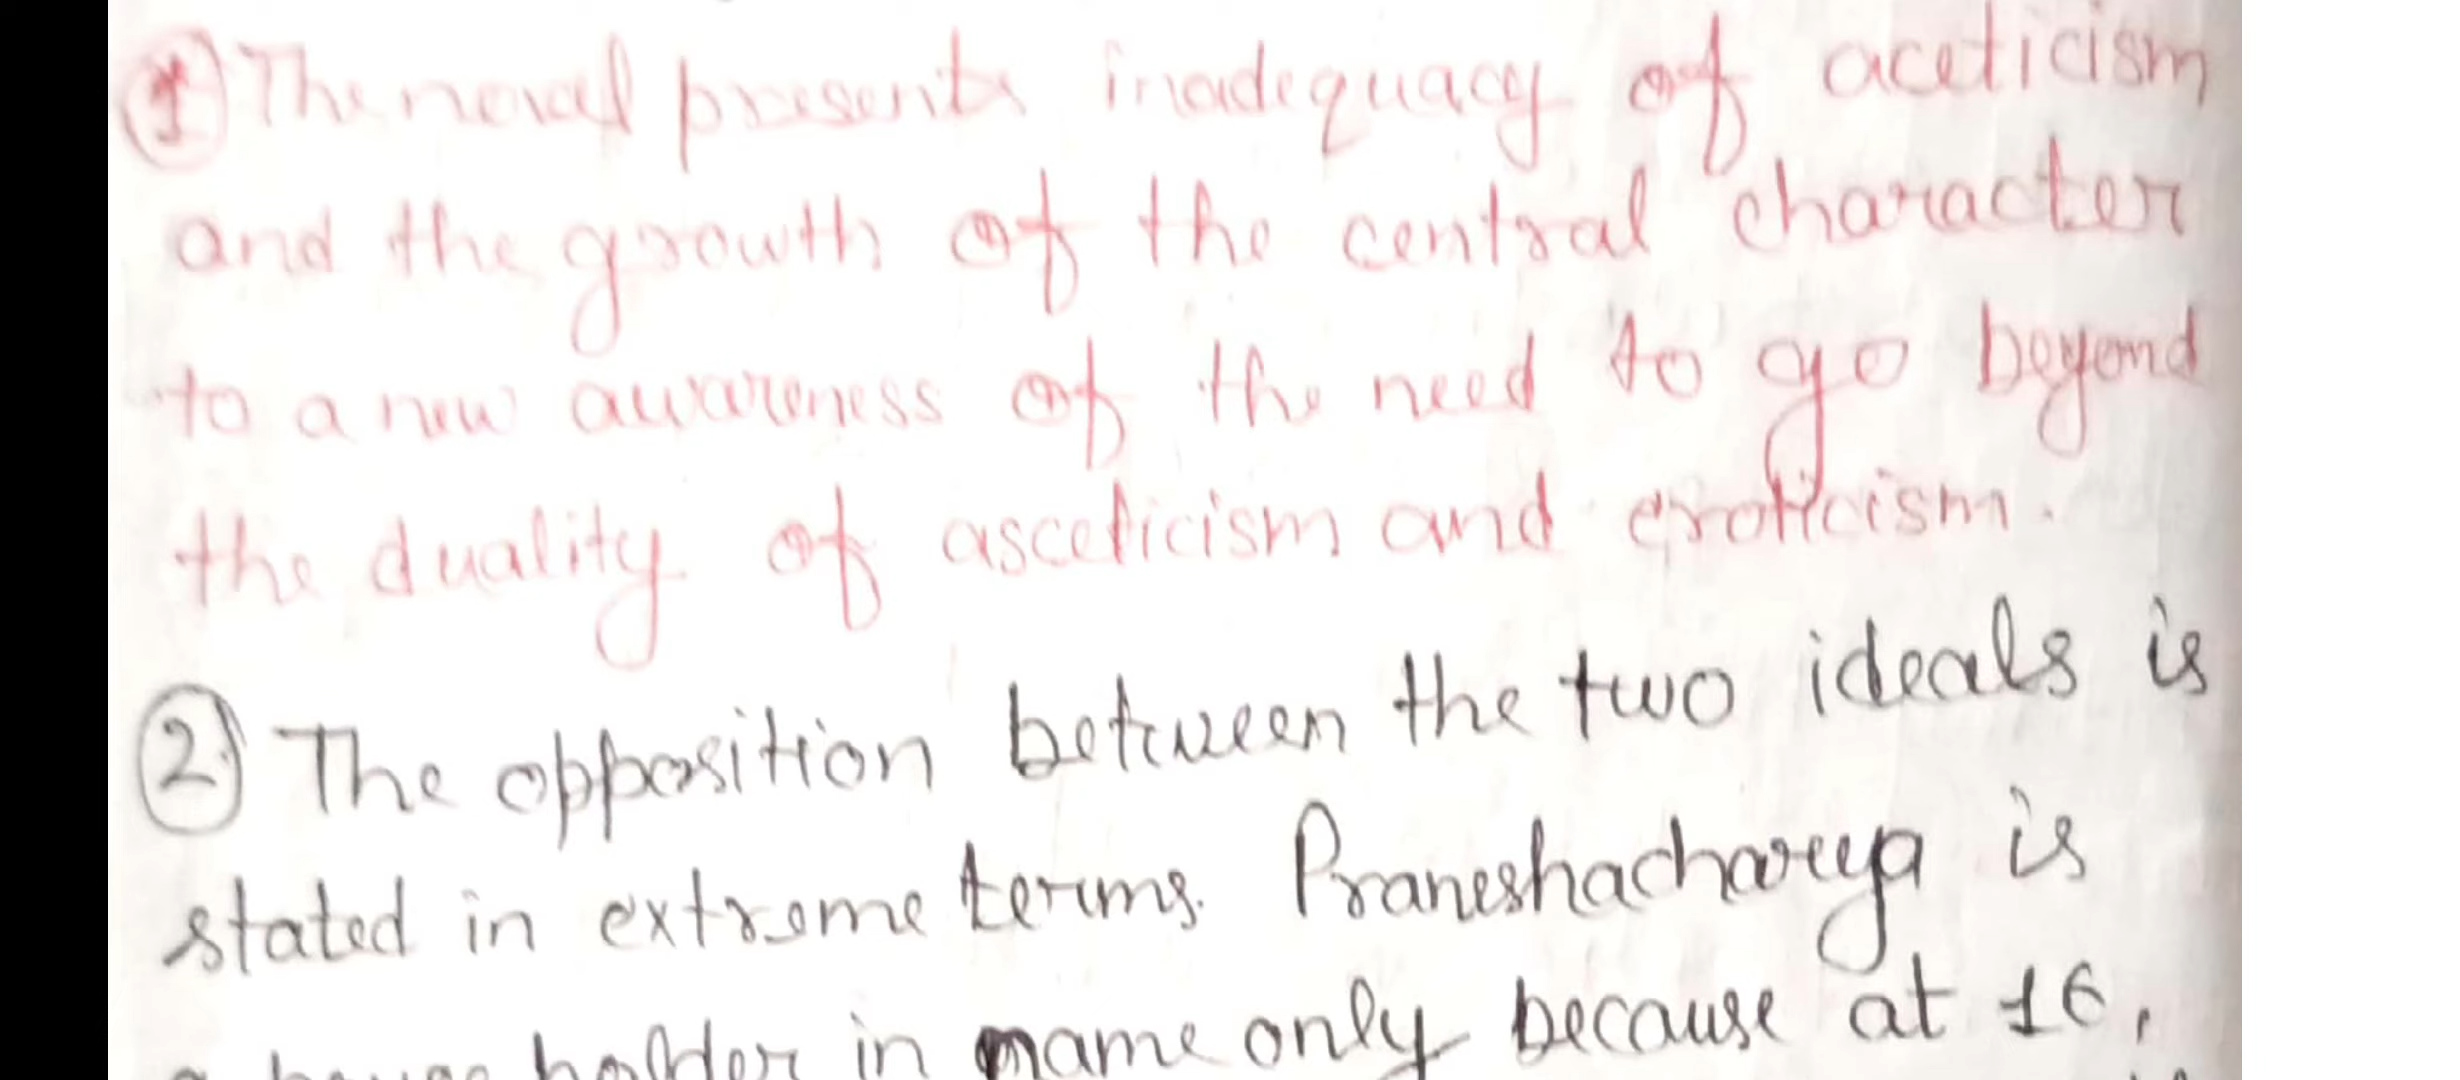 ① The novel presents inadequacy of aceticism
and the growth of the central character
to a new awareness of the need to go beyond
the duality of asceticism and eroticism.
② The opposition between the two ideals is
stated in extreme terms. Praneshacharya is
a house holder in name only because at 16,